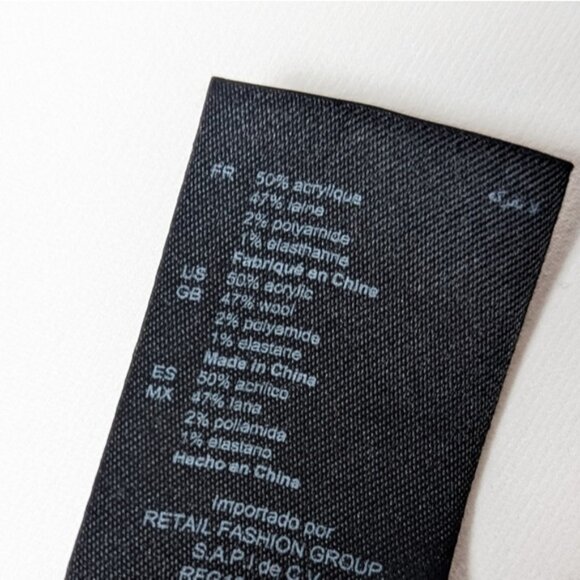 FR 50% acrylique
47% laine
2% polyamide
1% élasthanne
Fabriqué en Chine
US 50% acrylic
GB 47% wool
2% polyamide
1% elastane
Made in China
ES 50% acrílico
MX 47% lana
2% poliamida
1% elastano
Hecho en China
Importado por
RETAIL FASHION GROUP
S.A.P.I de C.V